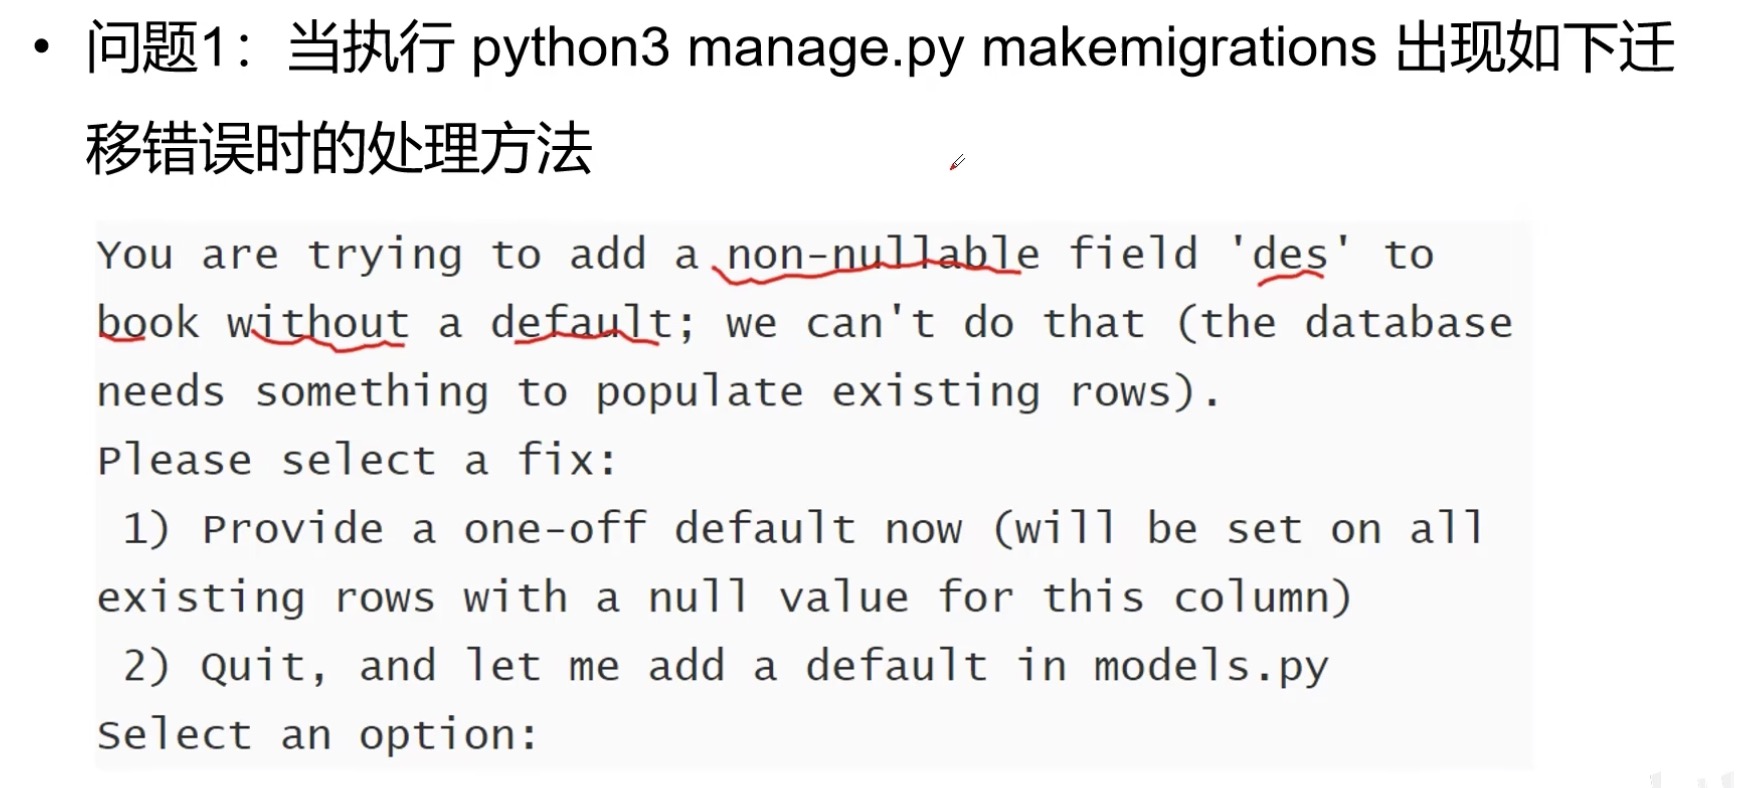 • 问题1：当执行 python3 manage.py makemigrations 出现如下迁
移错误时的处理方法
You are trying to add a non-nullable field 'des' to
book without a default; we can't do that (the database
needs something to populate existing rows).
Please select a fix:
 1) Provide a one-off default now (will be set on all
existing rows with a null value for this column)
 2) Quit, and let me add a default in models.py
Select an option: